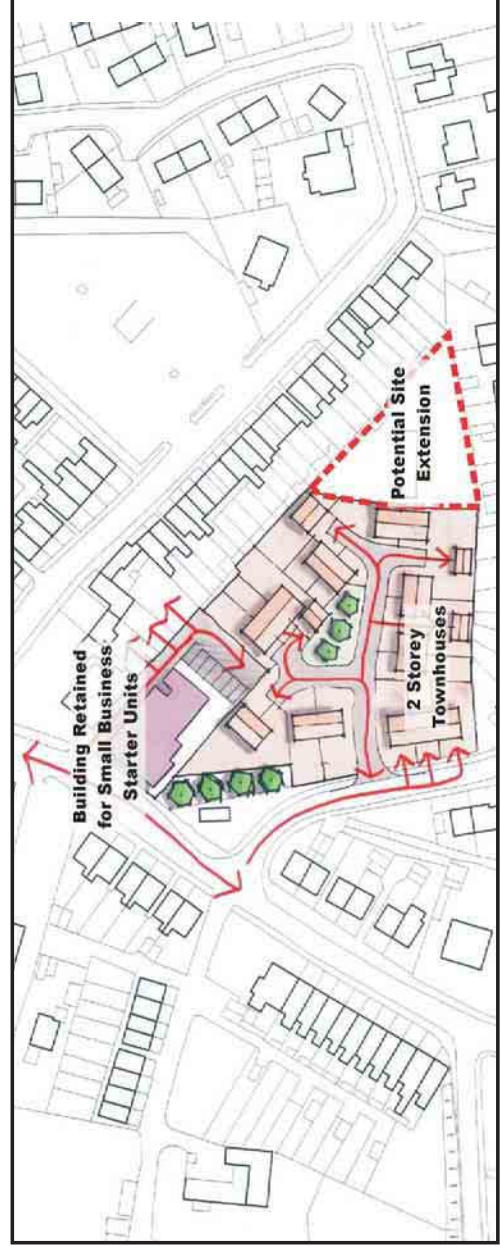 Building Retained
for Small Business
Starter Units
2 Storey
Townhouses
Potential Site
Extension